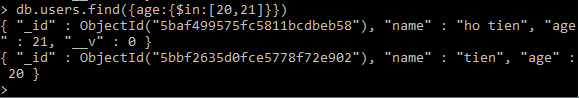 > db.users.find({age:{$in:[20,21]}})
{ "_id" : ObjectId("5baf499575fc5811bcdbeb58"), "name" : "ho tien", "age
" : 21, "__v" : 0 }
{ "_id" : ObjectId("5bbf2635d0fce5778f72e902"), "name" : "tien", "age" :
 20 }
>